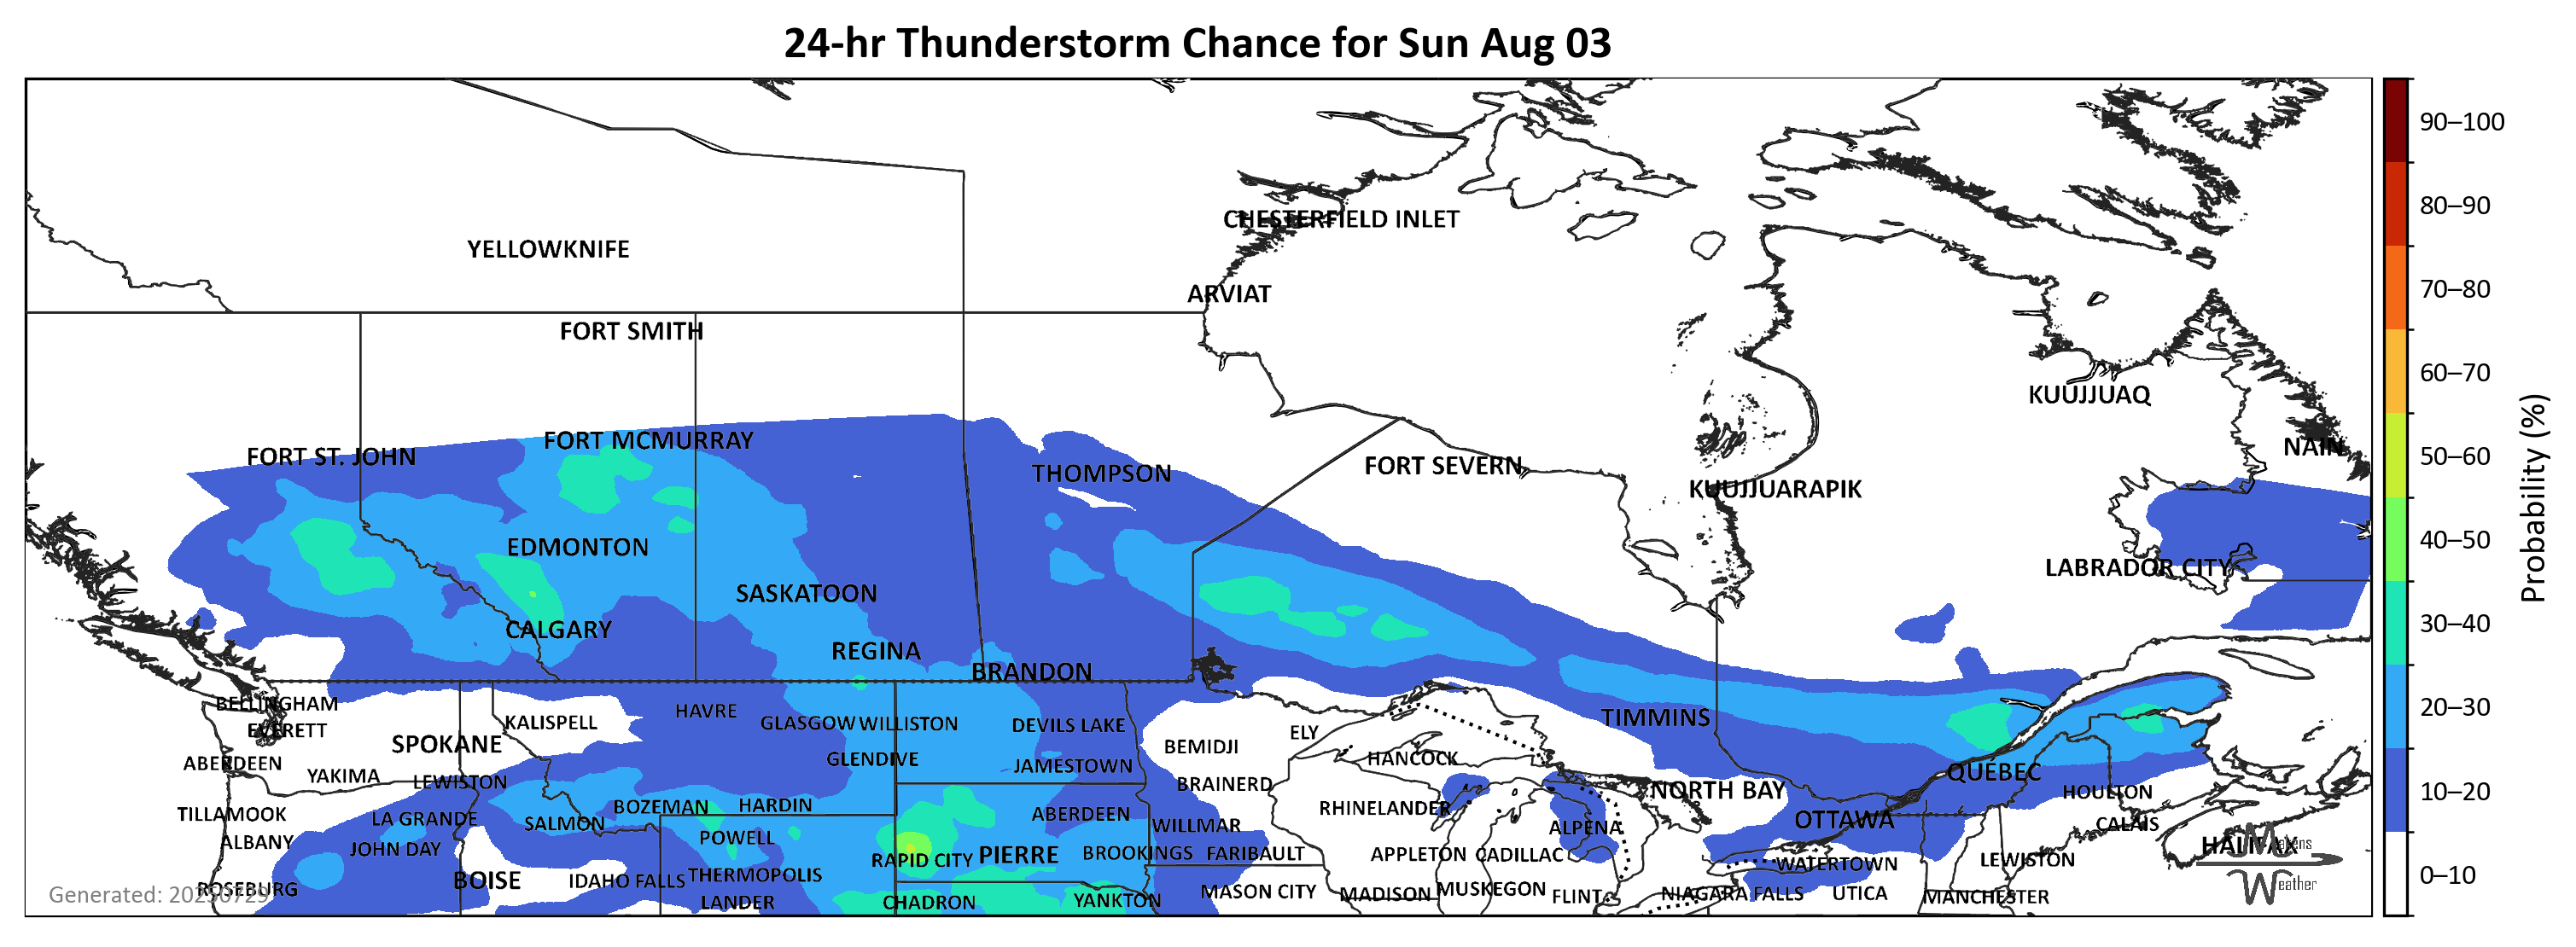 24-hr Thunderstorm Chance for Sun Aug 03
90–100
80–90
CHESTERFIELD INLET
YELLOWKNIFE
70–80
ARVIAT
FORT SMITH
60–70
KUUJJUAQ
FORT MCMURRAY
NAIN
50–60
FORT ST. JOHN
THOMPSON
FORT SEVERN
KUUJJUARAPIK
Probability (%)
40–50
EDMONTON
LABRADOR CITY
SASKATOON
30–40
CALGARY
REGINA
BRANDON
20–30
BELLINGHAM
HAVRE
EVERETT
KALISPELL
GLASGOW
WILLISTON
DEVILS LAKE
TIMMINS
SPOKANE
BEMIDJI
ELY
ABERDEEN
GLENDIVE
JAMESTOWN
HANCOCK
QUÉBEC
YAKIMA
LEWISTON
BRAINERD
NORTH BAY
HOULTON
10–20
BOZEMAN
HARDIN
RHINELANDER
TILLAMOOK
LA GRANDE
SALMON
ABERDEEN
WILLMAR
ALPENA
OTTAWA
CALAIS
ALBANY
JOHN DAY
POWELL
RAPID CITY
PIERRE
BROOKINGS
FARIBAULT
APPLETON
CADILLAC
WATERTOWN
LEWISTON
HALIFAX
Makens
Weather
ROSEBURG
BOISE
IDAHO FALLS
THERMOPOLIS
MASON CITY
MADISON
MUSKEGON
FLINT
NIAGARA FALLS
UTICA
MANCHESTER
0–10
LANDER
CHADRON
YANKTON
Generated: 20250729